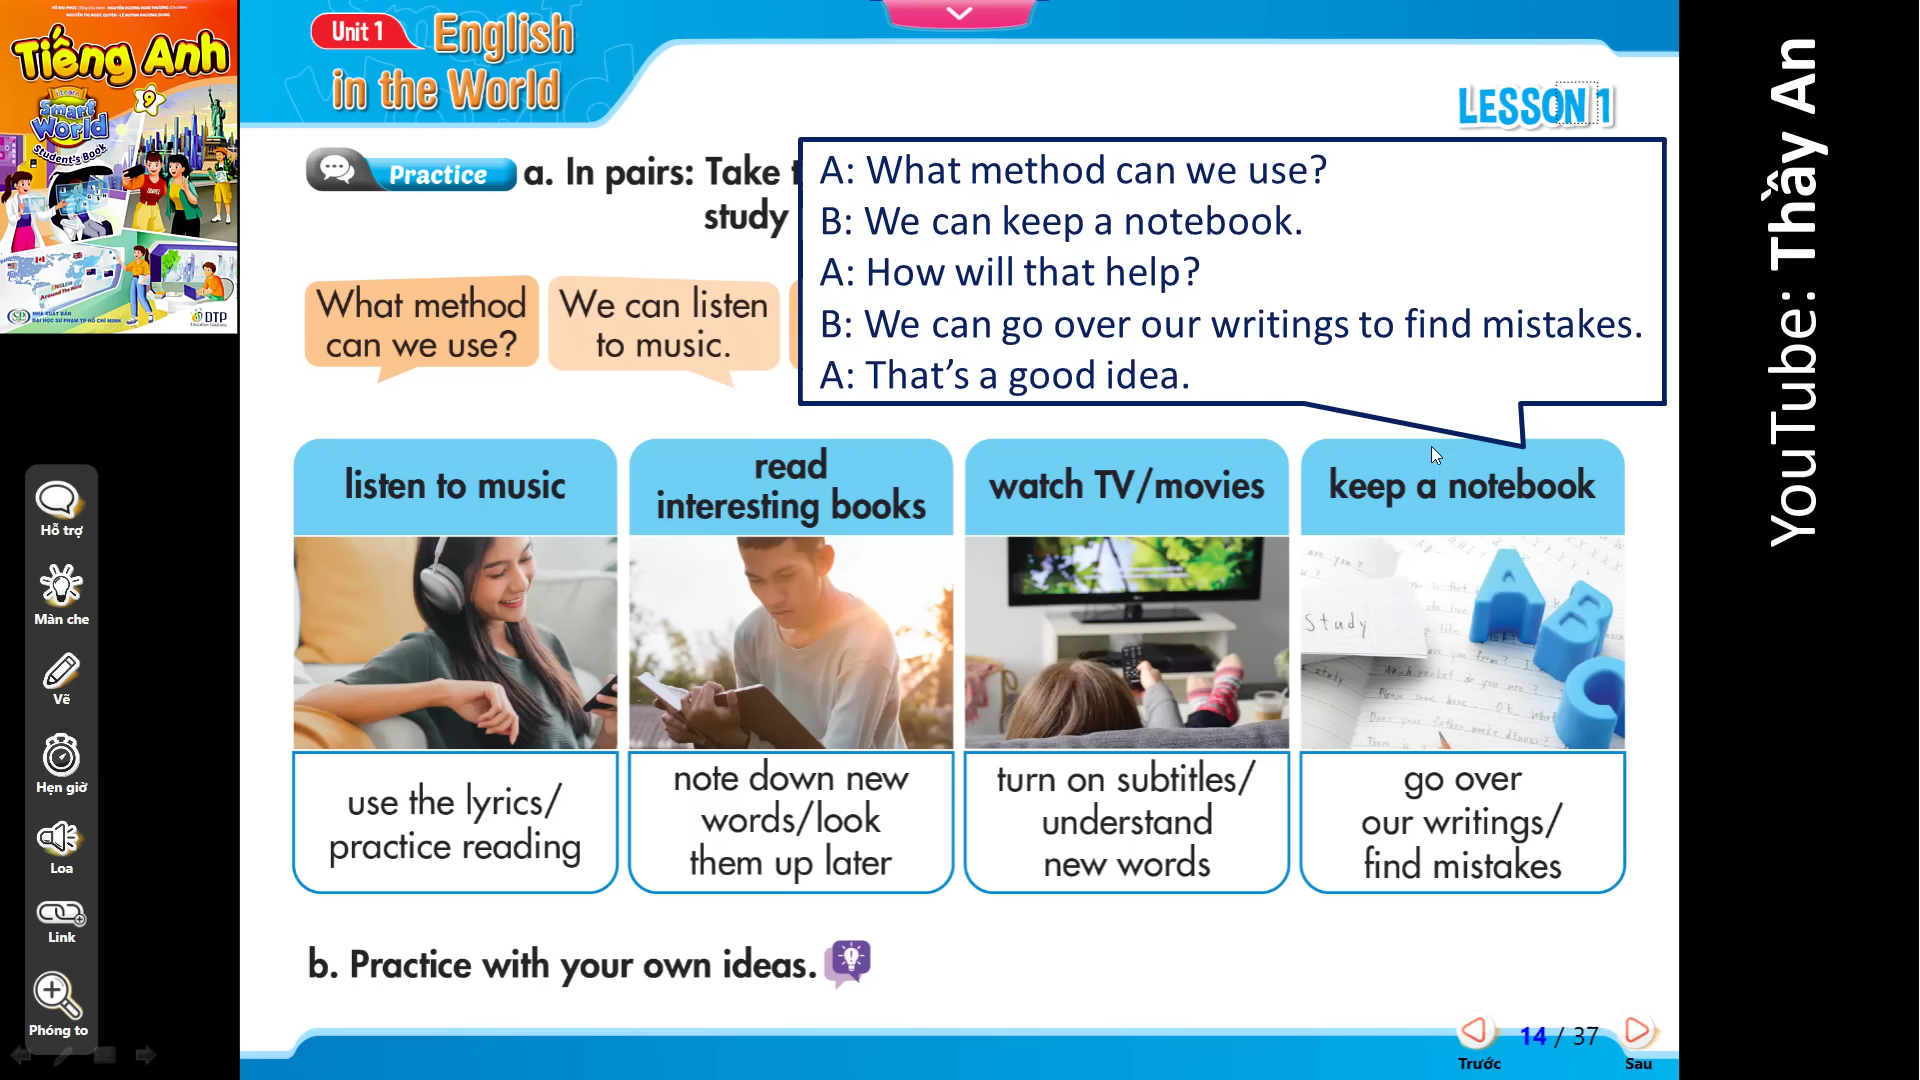 Tiếng Anh
Smart
World
9
Student's Book
DTP
Unit 1
English
in the World
LESSON 1
Practice
a. In pairs: Take
study
What method
can we use?
We can listen
to music.
A: What method can we use?
B: We can keep a notebook.
A: How will that help?
B: We can go over our writings to find mistakes.
A: That's a good idea.
listen to music
read
interesting books
watch TV/movies
keep a notebook
study
use the lyrics/
practice reading
note down new
words/look
them up later
turn on subtitles/
understand
new words
go over
our writings/
find mistakes
b. Practice with your own ideas.
Hỗ trợ
Màn che
Vẽ
Hẹn giờ
Loa
Link
Phóng to
14 / 37
Trước
Sau
YouTube: Thầy An